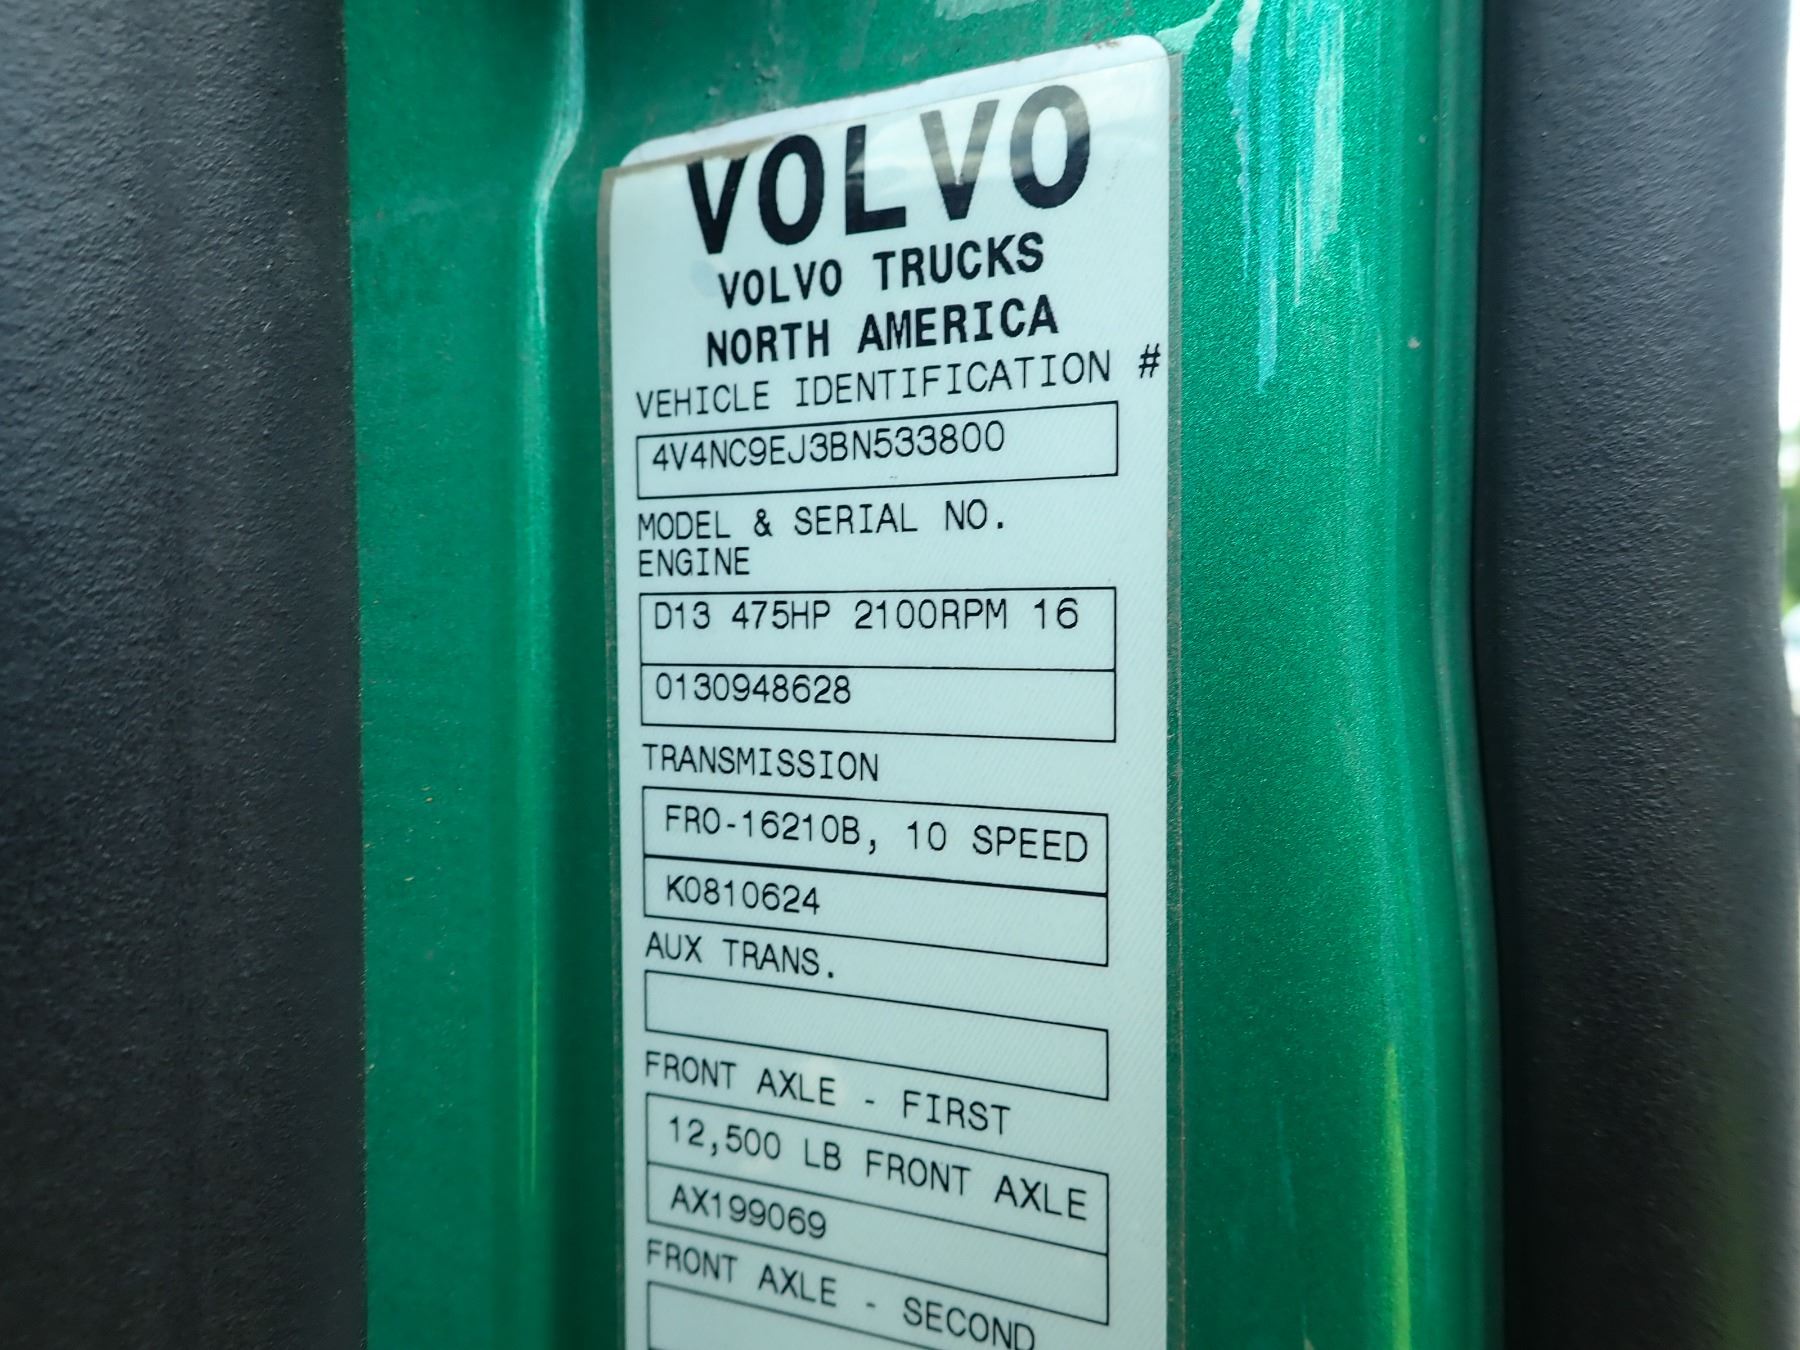 VOLVO
VOLVO TRUCKS
NORTH AMERICA
VEHICLE IDENTIFICATION #
4V4NC9EJ3BN533800
MODEL & SERIAL NO.
ENGINE
D13 475HP 2100RPM 16
0130948628
TRANSMISSION
FRO-16210B, 10 SPEED
K0810624
AUX TRANS.
FRONT AXLE - FIRST
12,500 LB FRONT AXLE
AX199069
FRONT AXLE - SECOND